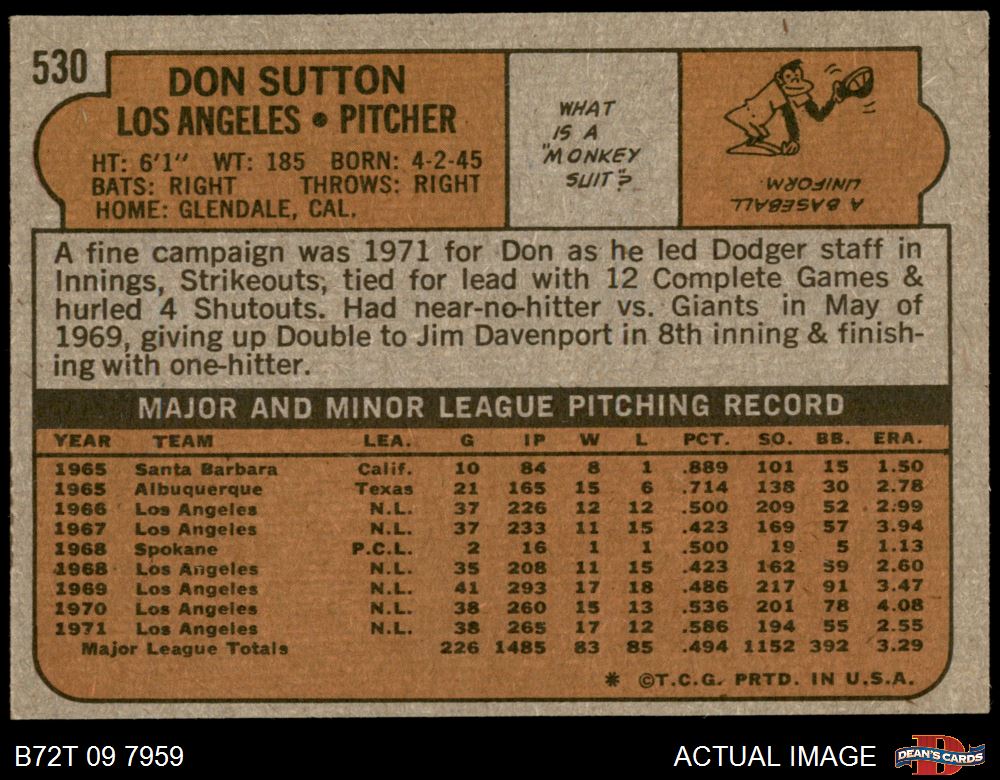 530
DON SUTTON
LOS ANGELES • PITCHER
HT: 6'1" WT: 185 BORN: 4-2-45
BATS: RIGHT THROWS: RIGHT
HOME: GLENDALE, CAL.
WHAT
IS A
"MONKEY
SUIT"?
A BASEBALL
UNIFORM.
A fine campaign was 1971 for Don as he led Dodger staff in
Innings, Strikeouts, tied for lead with 12 Complete Games &
hurled 4 Shutouts. Had near-no-hitter vs. Giants in May of
1969, giving up Double to Jim Davenport in 8th inning & finish-
ing with one-hitter.
MAJOR AND MINOR LEAGUE PITCHING RECORD
YEAR TEAM LEA. G IP W L PCT. SO. BB. ERA.
1965 Santa Barbara Calif. 10 84 8 1 .889 101 15 1.50
1965 Albuquerque Texas 21 165 15 6 .714 138 30 2.78
1966 Los Angeles N.L. 37 226 12 12 .500 209 52 2.99
1967 Los Angeles N.L. 37 233 11 15 .423 169 57 3.94
1968 Spokane P.C.L. 2 16 1 1 .500 19 5 1.13
1968 Los Angeles N.L. 35 208 11 15 .423 162 59 2.60
1969 Los Angeles N.L. 41 293 17 18 .486 217 91 3.47
1970 Los Angeles N.L. 38 260 15 13 .536 201 78 4.08
1971 Los Angeles N.L. 38 265 17 12 .586 194 55 2.55
Major League Totals 226 1485 83 85 .494 1152 392 3.29
* ©T.C.G. PRTD. IN U.S.A.
B72T 09 7959
ACTUAL IMAGE
D
DEAN'S CARDS